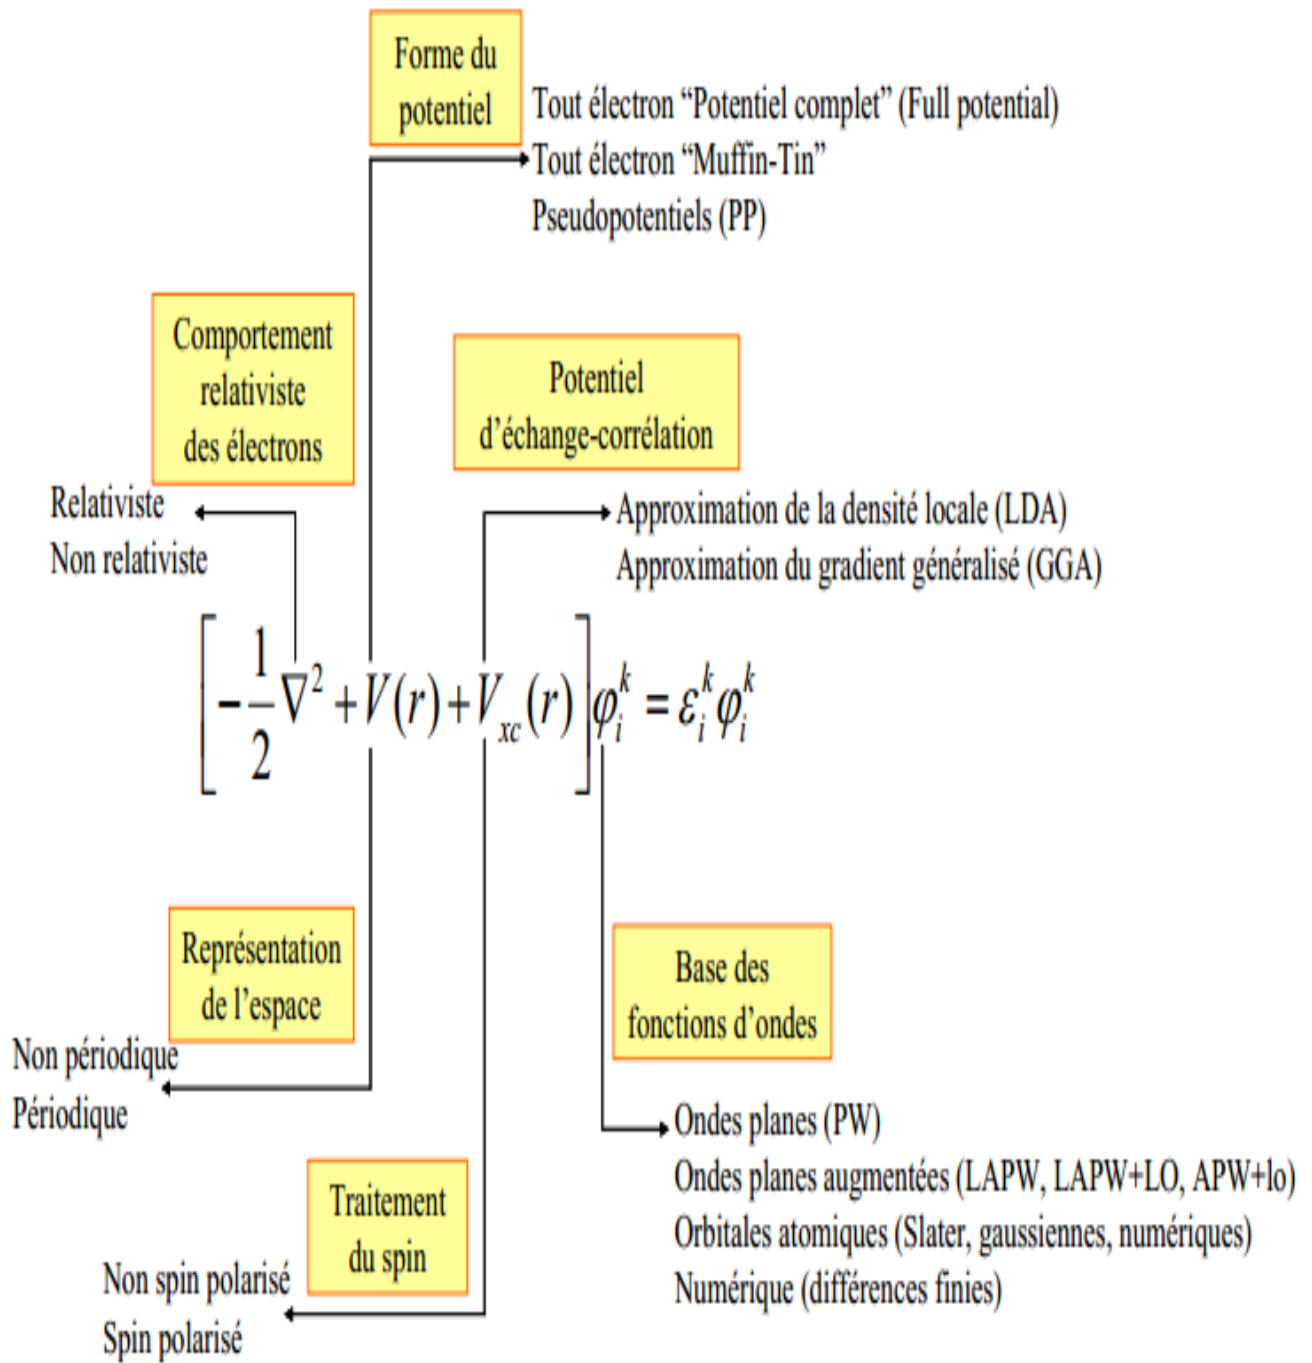 Forme du
potentiel
Tout électron “Potentiel complet” (Full potential)
Tout électron “Muffin-Tin”
Pseudopotentiels (PP)
Comportement
relativiste
des électrons
Potentiel
d’échange-corrélation
Relativiste
Non relativiste
Approximation de la densité locale (LDA)
Approximation du gradient généralisé (GGA)
[-1/2 ∇² + V(r) + V_xc(r)] φ_i^k = ε_i^k φ_i^k
Représentation
de l’espace
Non périodique
Périodique
Base des
fonctions d’ondes
Ondes planes (PW)
Ondes planes augmentées (LAPW, LAPW+LO, APW+lo)
Orbitales atomiques (Slater, gaussiennes, numériques)
Numérique (différences finies)
Traitement
du spin
Non spin polarisé
Spin polarisé